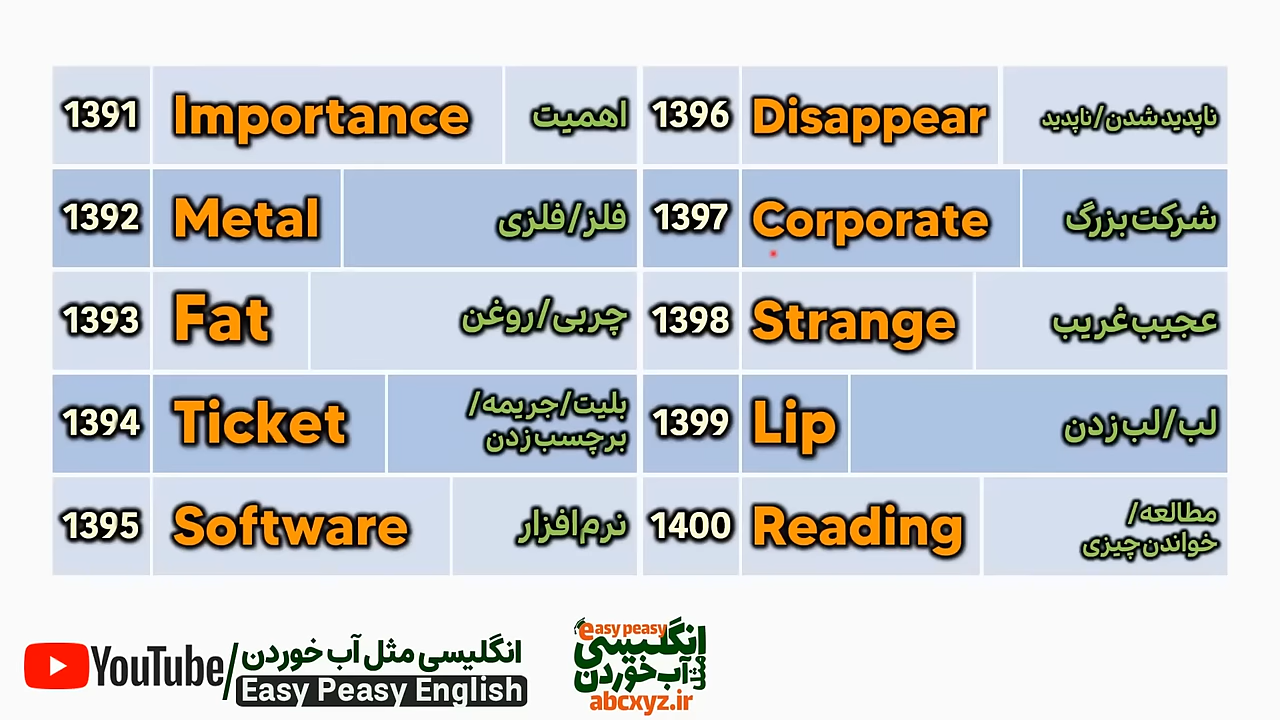 1391 Importance اهمیت
1392 Metal فلز/فلزی
1393 Fat چربی/روغن
1394 Ticket بلیت/جریمه/
برچسب‌زدن
1395 Software نرم‌افزار
1396 Disappear ناپدیدشدن/ناپدید
1397 Corporate شرکت‌بزرگ
1398 Strange عجیب‌غریب
1399 Lip لب/لب‌زدن
1400 Reading مطالعه/
خواندن‌چیزی
YouTube/انگلیسی مثل آب خوردن
Easy Peasy English
easy peasy
انگلیسی
مثل آب خوردن
abcxyz.ir